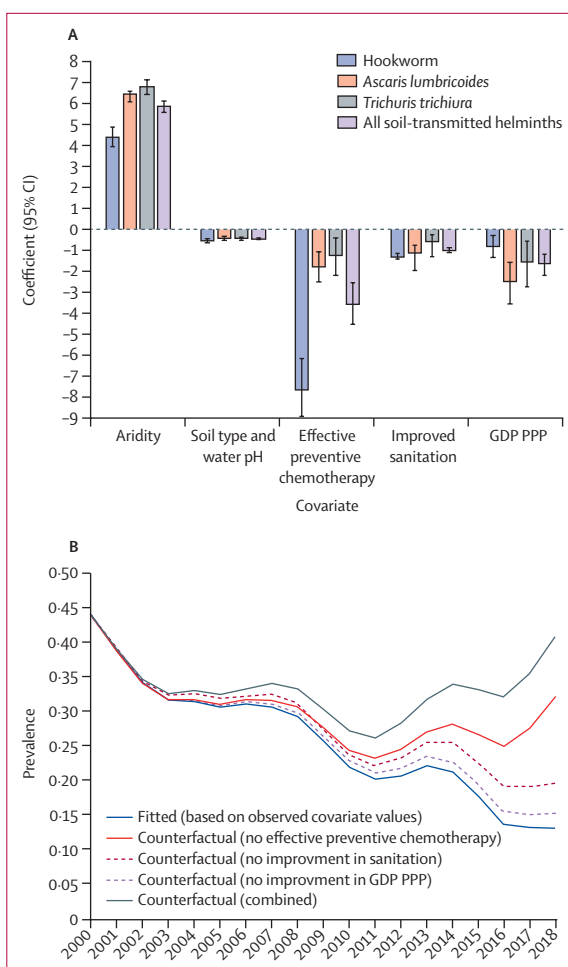 A
8
7
6
5
4
3
2
1
0
–1
–2
–3
–4
–5
–6
–7
–8
–9
Coefficient (95% CI)
Hookworm
Ascaris lumbricoides
Trichuris trichiura
All soil-transmitted helminths
Aridity
Soil type and
water pH
Effective
preventive
chemotherapy
Improved
sanitation
GDP PPP
Covariate
B
Prevalence
0·50
0·45
0·40
0·35
0·30
0·25
0·20
0·15
0·10
0·05
0
Fitted (based on observed covariate values)
Counterfactual (no effective preventive chemotherapy)
Counterfactual (no improvment in sanitation)
Counterfactual (no improvment in GDP PPP)
Counterfactual (combined)
2000
2001
2002
2003
2004
2005
2006
2007
2008
2009
2010
2011
2012
2013
2014
2015
2016
2017
2018